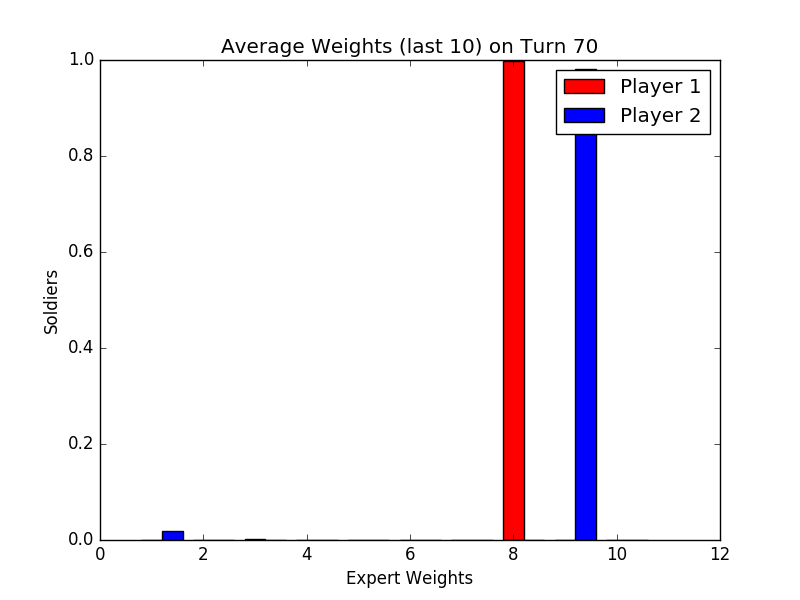 Average Weights (last 10) on Turn 70
1.0
Player 1
Player 2
0.8
0.6
Soldiers
0.4
0.2
0.0
0 2 4 6 8 10 12
Expert Weights